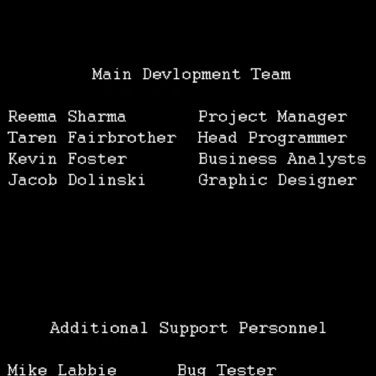 Main Devlopment Team
Reema Sharma Project Manager
Taren Fairbrother Head Programmer
Kevin Foster Business Analysts
Jacob Dolinski Graphic Designer
Additional Support Personnel
Mike Labbie Bug Tester